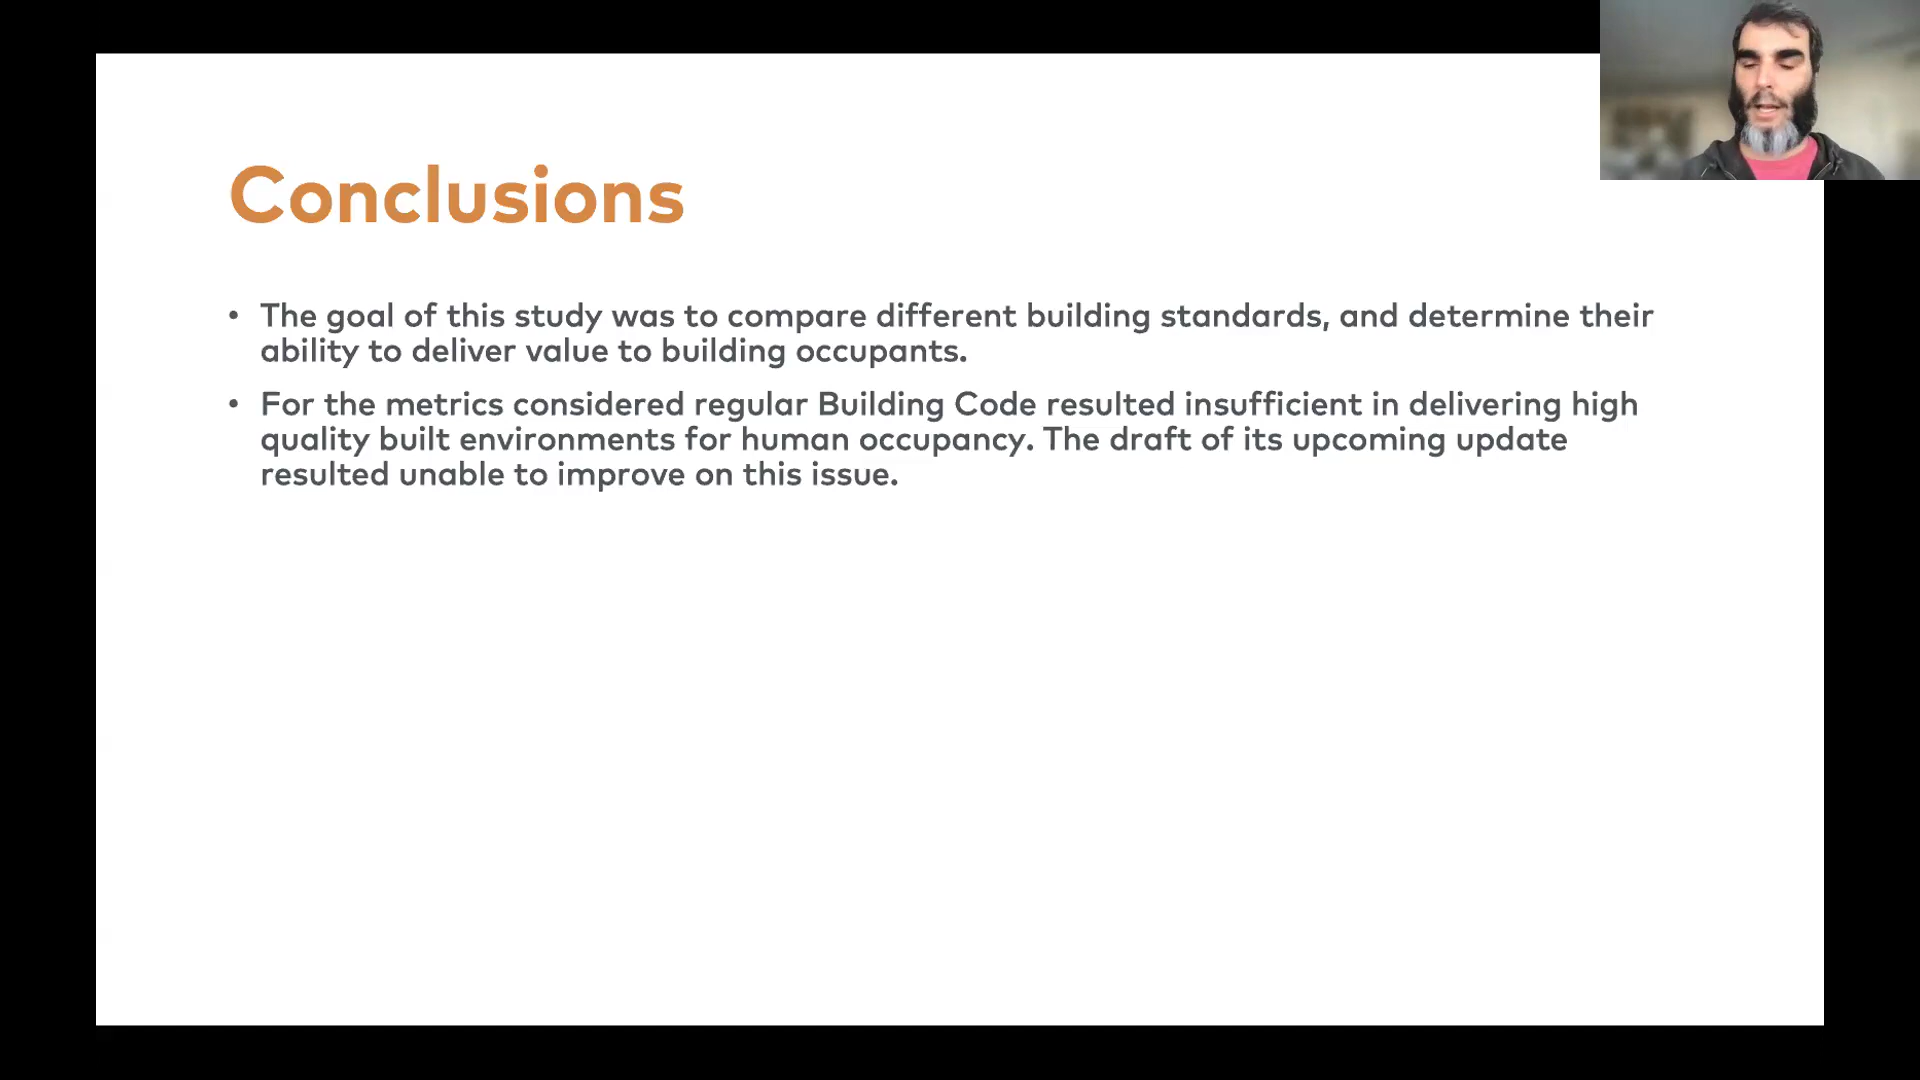 Conclusions
• The goal of this study was to compare different building standards, and determine their
ability to deliver value to building occupants.
• For the metrics considered regular Building Code resulted insufficient in delivering high
quality built environments for human occupancy. The draft of its upcoming update
resulted unable to improve on this issue.